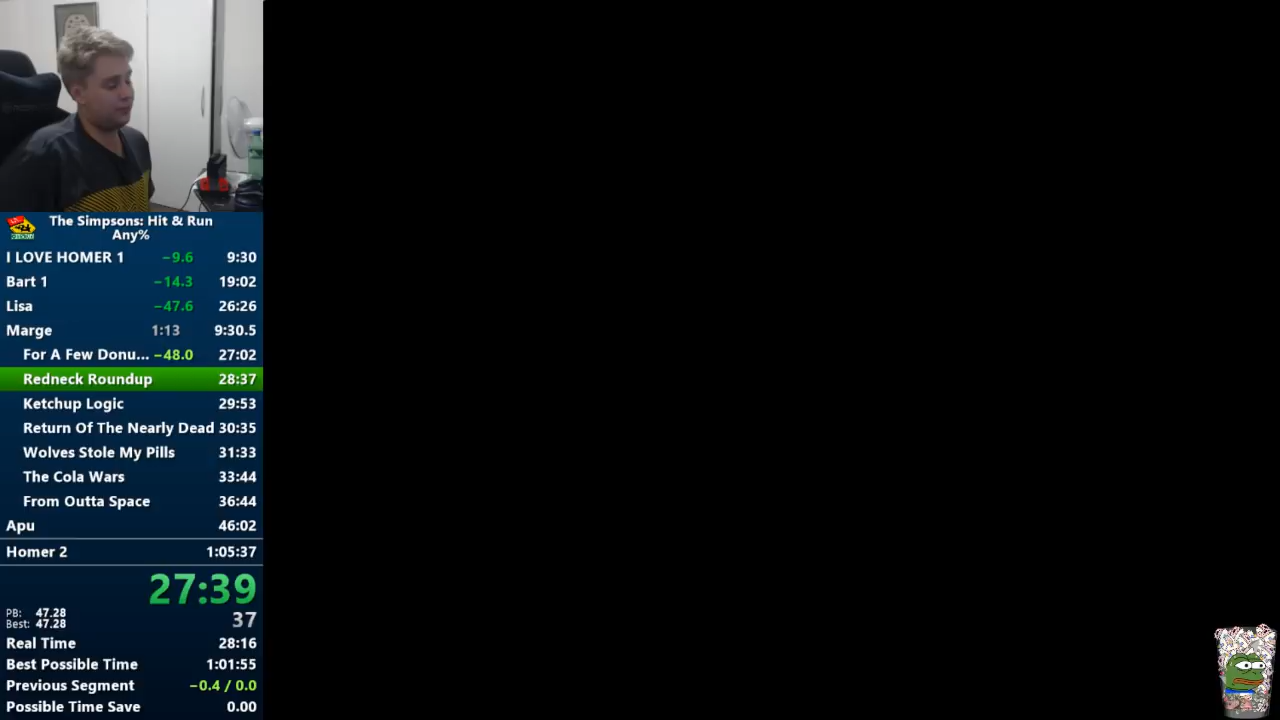 The Simpsons: Hit & Run
Any%
I LOVE HOMER 1 −9.6 9:30
Bart 1 −14.3 19:02
Lisa −47.6 26:26
Marge 1:13 9:30.5
For A Few Donu... −48.0 27:02
Redneck Roundup 28:37
Ketchup Logic 29:53
Return Of The Nearly Dead 30:35
Wolves Stole My Pills 31:33
The Cola Wars 33:44
From Outta Space 36:44
Apu 46:02
Homer 2 1:05:37
27:39
PB: 47.28
Best: 47.28
37
Real Time 28:16
Best Possible Time 1:01:55
Previous Segment −0.4 / 0.0
Possible Time Save 0.00